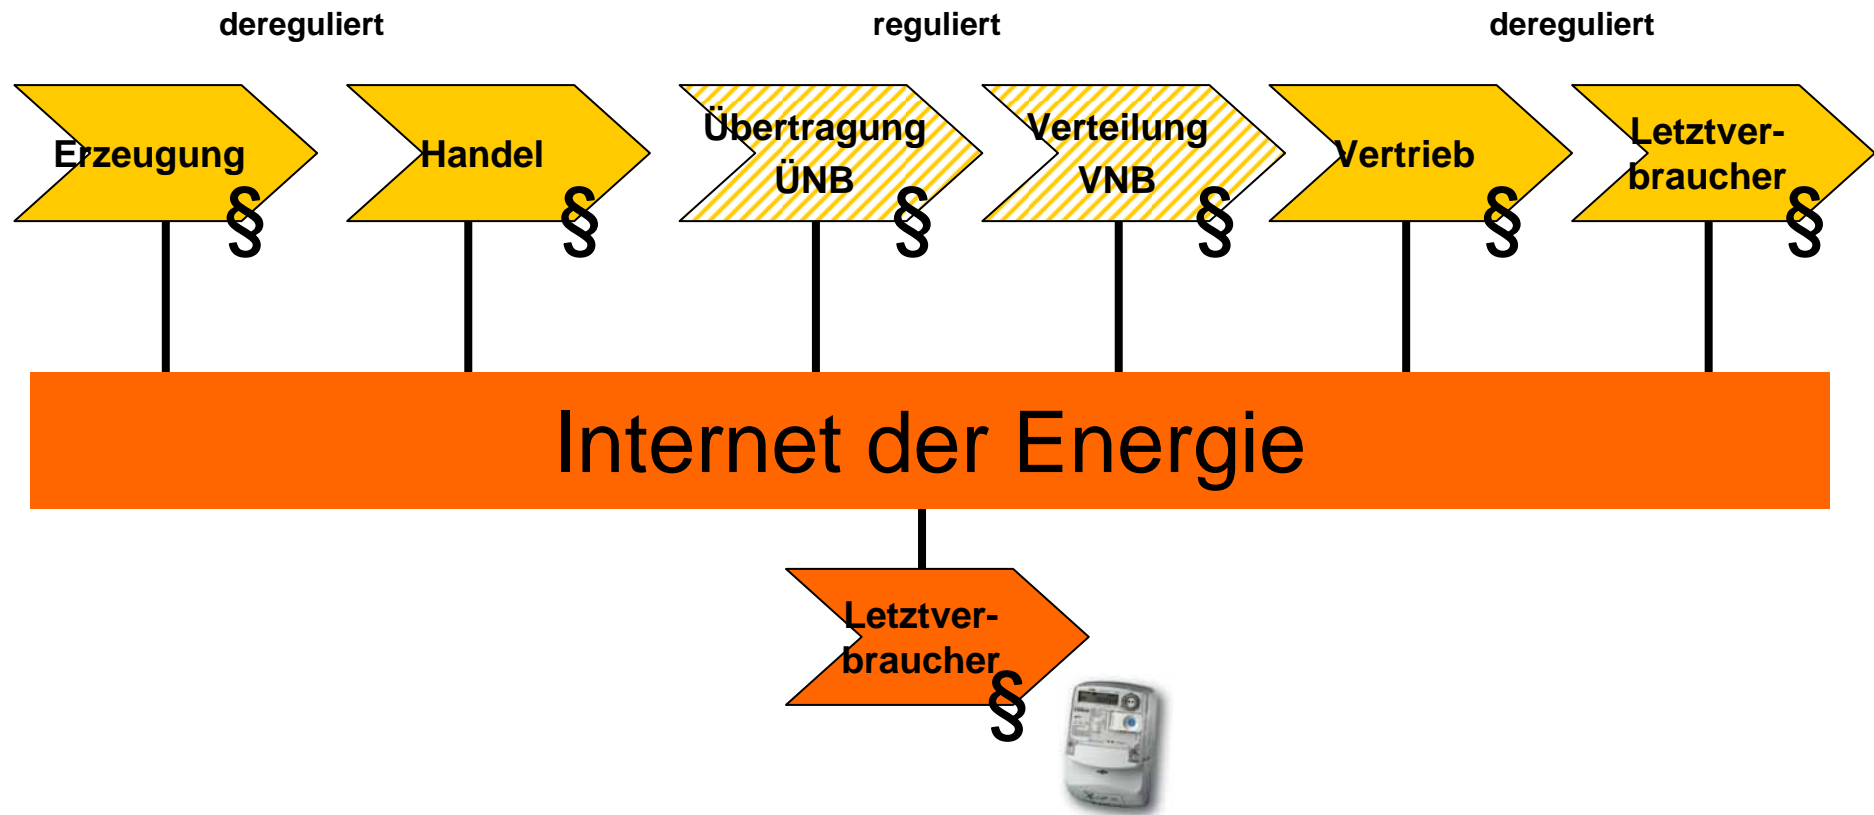 dereguliert
reguliert
dereguliert
Erzeugung
§
Handel
§
Übertragung
ÜNB
§
Verteilung
VNB
§
Vertrieb
§
Letztver-
braucher
§
Internet der Energie
Letztver-
braucher
§